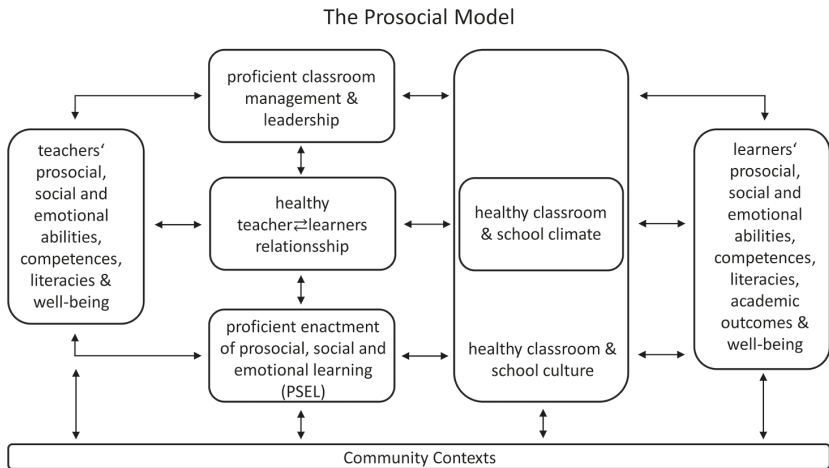 The Prosocial Model
proficient classroom
management &
leadership
teachers‘
prosocial,
social and
emotional
abilities,
competences,
literacies &
well-being
healthy
teacher⇄learners
relationsship
proficient enactment
of prosocial, social and
emotional learning
(PSEL)
healthy classroom
& school climate
healthy classroom &
school culture
learners‘
prosocial,
social and
emotional
abilities,
competences,
literacies,
academic
outcomes &
well-being
Community Contexts